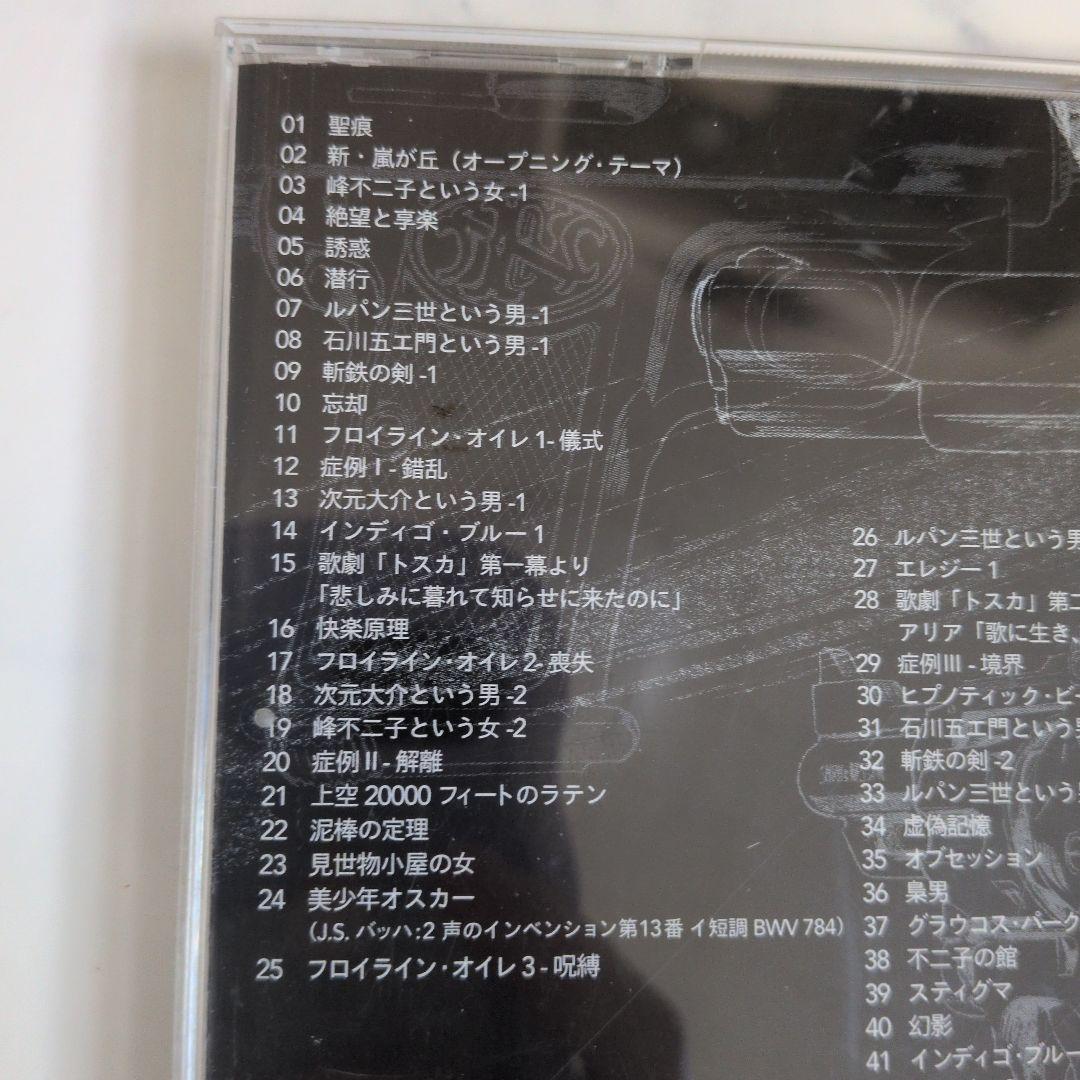 01 聖痕
02 新・嵐が丘（オープニング・テーマ）
03 峰不二子という女 -1
04 絶望と享楽
05 誘惑
06 潜行
07 ルパン三世という男 -1
08 石川五エ門という男 -1
09 斬鉄の剣 -1
10 忘却
11 フロイライン・オイレ 1- 儀式
12 症例Ⅰ- 錯乱
13 次元大介という男 -1
14 インディゴ・ブルー 1
15 歌劇「トスカ」第一幕より
「悲しみに暮れて知らせに来たのに」
16 快楽原理
17 フロイライン・オイレ 2- 喪失
18 次元大介という男 -2
19 峰不二子という女 -2
20 症例Ⅱ- 解離
21 上空 20000 フィートのラテン
22 泥棒の定理
23 見世物小屋の女
24 美少年オスカー
（J.S. バッハ : 2 声のインベンション第13番 イ短調 BWV 784）
25 フロイライン・オイレ 3 - 呪縛
26 ルパン三世という男
27 エレジー 1
28 歌劇「トスカ」第二
アリア「歌に生き、
29 症例Ⅲ - 境界
30 ヒプノティック・ビー
31 石川五エ門という男
32 斬鉄の剣 -2
33 ルパン三世という
34 虚偽記憶
35 オブセッション
36 梟男
37 グラウコス・パーク
38 不二子の館
39 スティグマ
40 幻影
41 インディゴ・ブルー